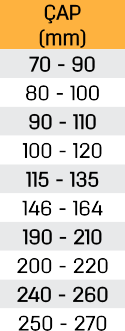 ÇAP
(mm)
70 - 90
80 - 100
90 - 110
100 - 120
115 - 135
146 - 164
190 - 210
200 - 220
240 - 260
250 - 270